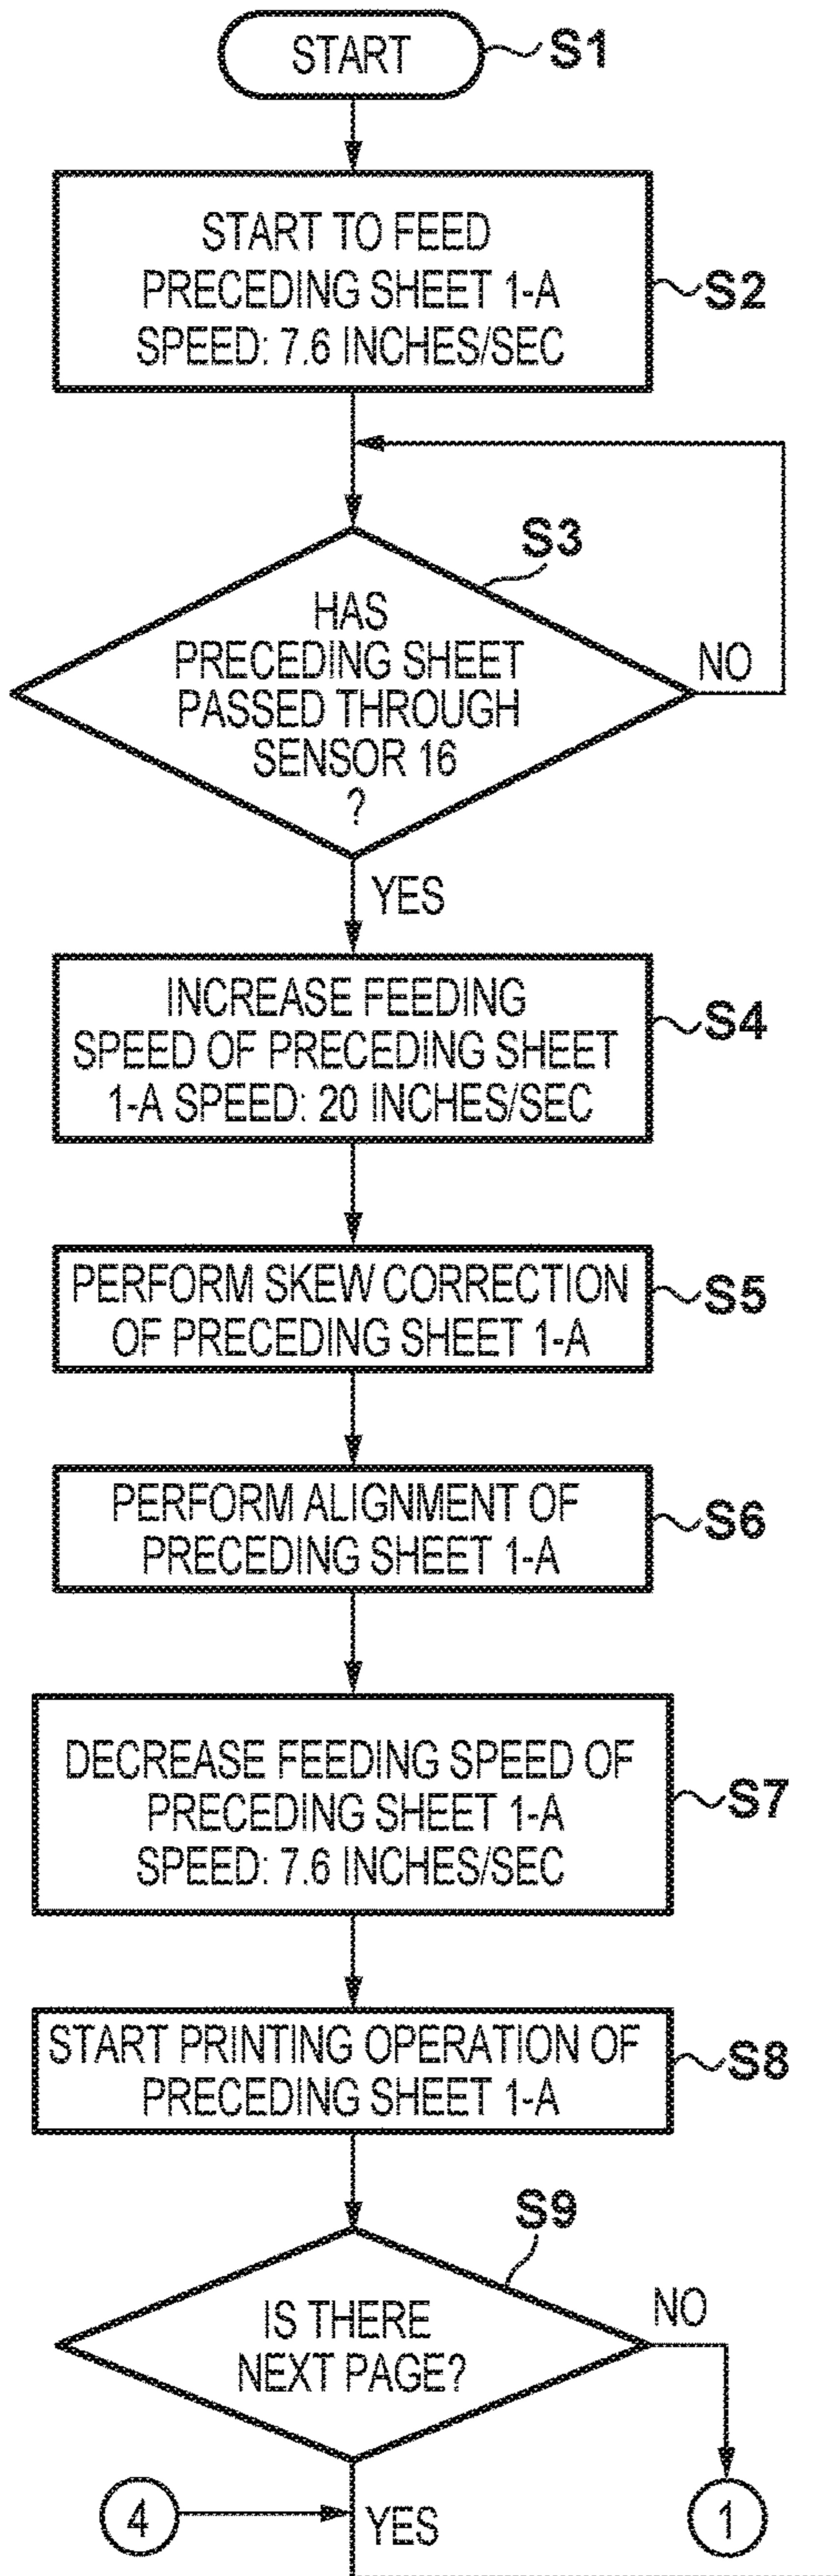 START
S1
START TO FEED
PRECEDING SHEET 1-A
SPEED: 7.6 INCHES/SEC
S2
S3
HAS
PRECEDING SHEET
PASSED THROUGH
SENSOR 16
?
NO
YES
INCREASE FEEDING
SPEED OF PRECEDING SHEET
1-A SPEED: 20 INCHES/SEC
S4
PERFORM SKEW CORRECTION
OF PRECEDING SHEET 1-A
S5
PERFORM ALIGNMENT OF
PRECEDING SHEET 1-A
S6
DECREASE FEEDING SPEED OF
PRECEDING SHEET 1-A
SPEED: 7.6 INCHES/SEC
S7
START PRINTING OPERATION OF
PRECEDING SHEET 1-A
S8
S9
IS THERE
NEXT PAGE?
NO
4
YES
1